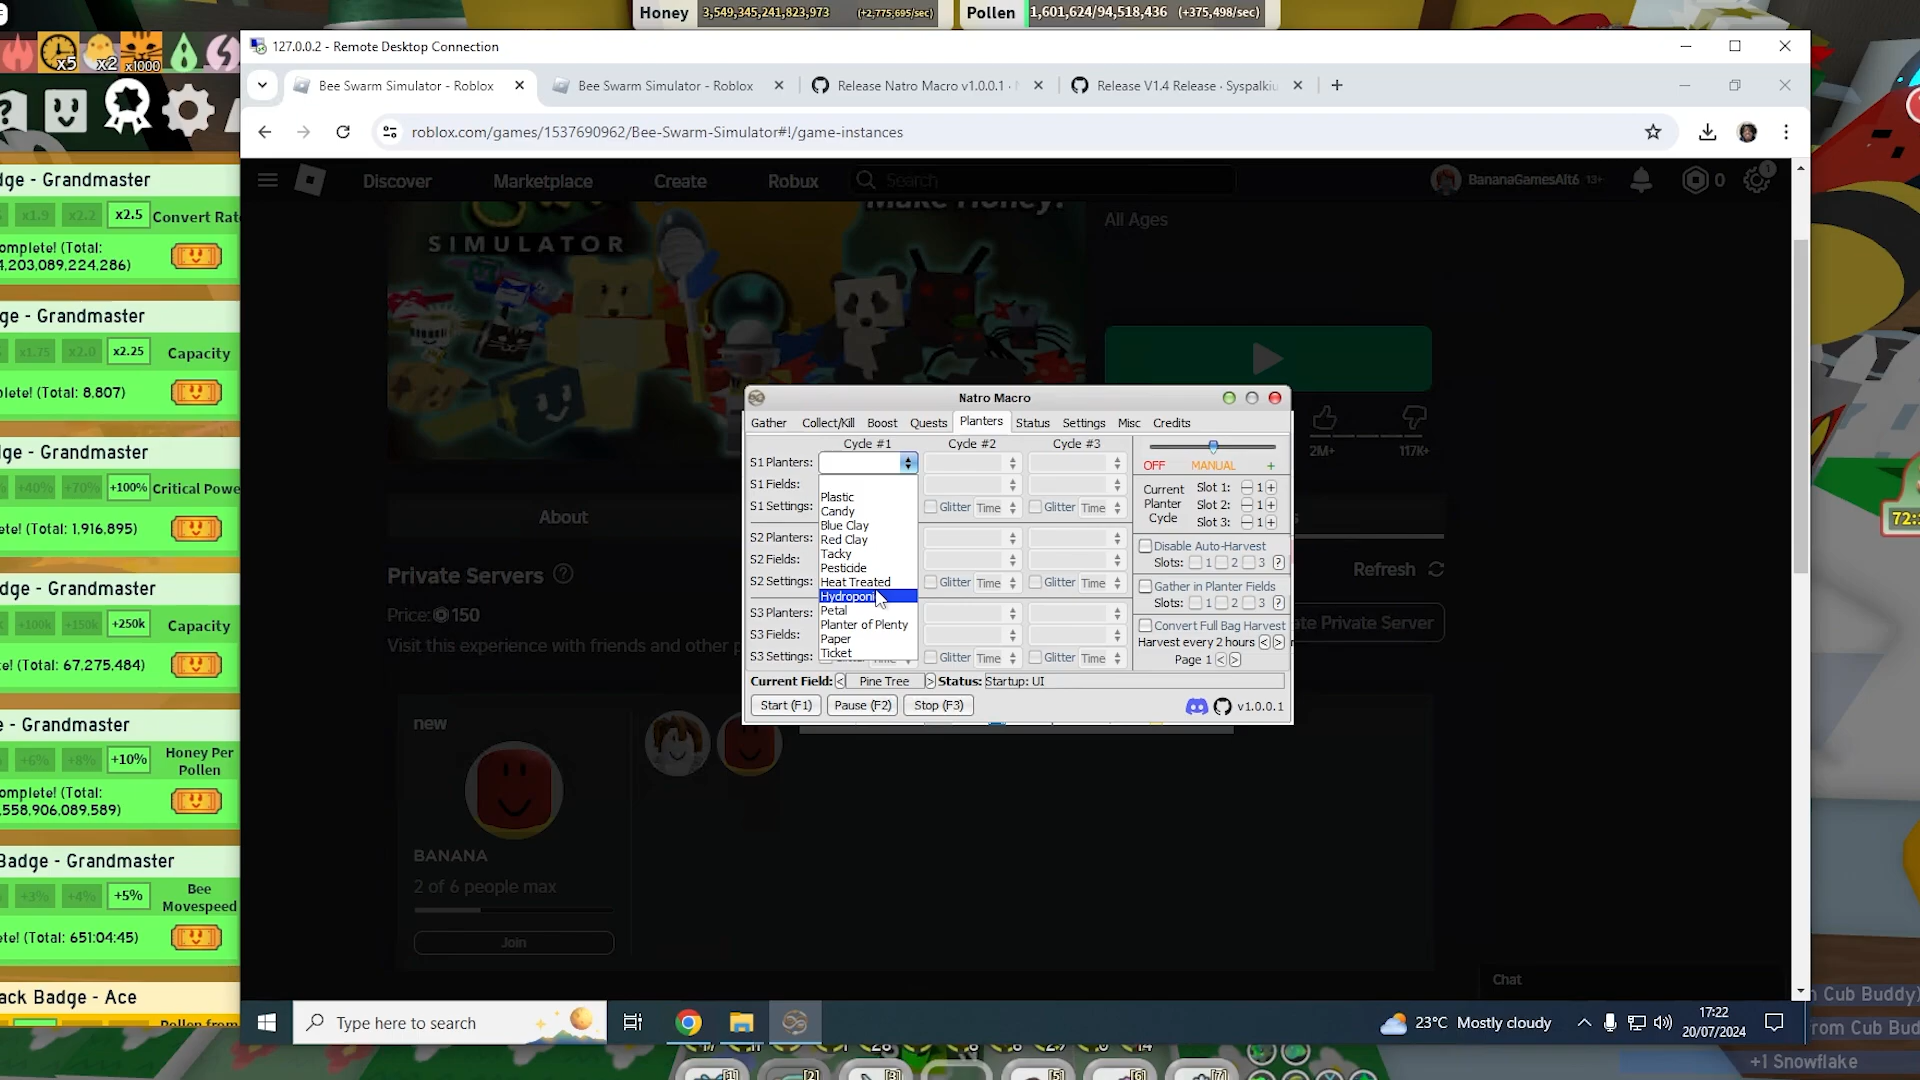 Honey
3,549,345,241,823,973
(+2,775,695/sec)
Pollen
1,601,624/94,518,436
(+375,498/sec)
127.0.0.2 - Remote Desktop Connection
x5
x2
x1000
Bee Swarm Simulator - Roblox
Bee Swarm Simulator - Roblox
Release Natro Macro v1.0.0.1 ·
Release V1.4 Release · Syspalkiu
roblox.com/games/1537690962/Bee-Swarm-Simulator#!/game-instances
Discover
Marketplace
Create
Robux
Search
BananaGamesAlt6
13+
0
1
Make Honey!
SIMULATOR
All Ages
2M+
117K+
About
Private Servers
Price: 150
Visit this experience with friends and other p
Refresh
ate Private Server
new
BANANA
2 of 6 people max
Join
Chat
Natro Macro
Gather
Collect/Kill
Boost
Quests
Planters
Status
Settings
Misc
Credits
Cycle #1
Cycle #2
Cycle #3
S1 Planters:
S1 Fields:
S1 Settings:
Glitter
Time
Glitter
Time
S2 Planters:
S2 Fields:
S2 Settings:
Glitter
Time
Glitter
Time
S3 Planters:
S3 Fields:
S3 Settings:
Glitter
Time
Glitter
Time
Plastic
Candy
Blue Clay
Red Clay
Tacky
Pesticide
Heat Treated
Hydroponi
Petal
Planter of Plenty
Paper
Ticket
OFF
MANUAL
+
Current Planter Cycle
Slot 1: - 1 +
Slot 2: - 1 +
Slot 3: - 1 +
Disable Auto-Harvest
Slots: 1 2 3 ?
Gather in Planter Fields
Slots: 1 2 3 ?
Convert Full Bag Harvest
Harvest every 2 hours < >
Page 1 < >
Current Field: < Pine Tree > Status: Startup: UI
Start (F1)
Pause (F2)
Stop (F3)
v1.0.0.1
dge - Grandmaster
x1.9
x2.2
x2.5
Convert Rate
omplete! (Total:
4,203,089,224,286)
ge - Grandmaster
x1.75
x2.0
x2.25
Capacity
plete! (Total: 8,807)
ge - Grandmaster
+40%
+70%
+100%
Critical Powe
ete! (Total: 1,916,895)
dge - Grandmaster
+100k
+150k
+250k
Capacity
ete! (Total: 67,275,484)
e - Grandmaster
+6%
+8%
+10%
Honey Per
Pollen
omplete! (Total:
,558,906,089,589)
Badge - Grandmaster
+3%
+4%
+5%
Bee
Movespeed
ete! (Total: 651:04:45)
ack Badge - Ace
Pollen from
72:
Type here to search
23°C Mostly cloudy
17:22
20/07/2024
Cub Buddy)
rom Cub Bud
+1 Snowflake
[1]
[2]
[3]
[5]
[6]
[7]